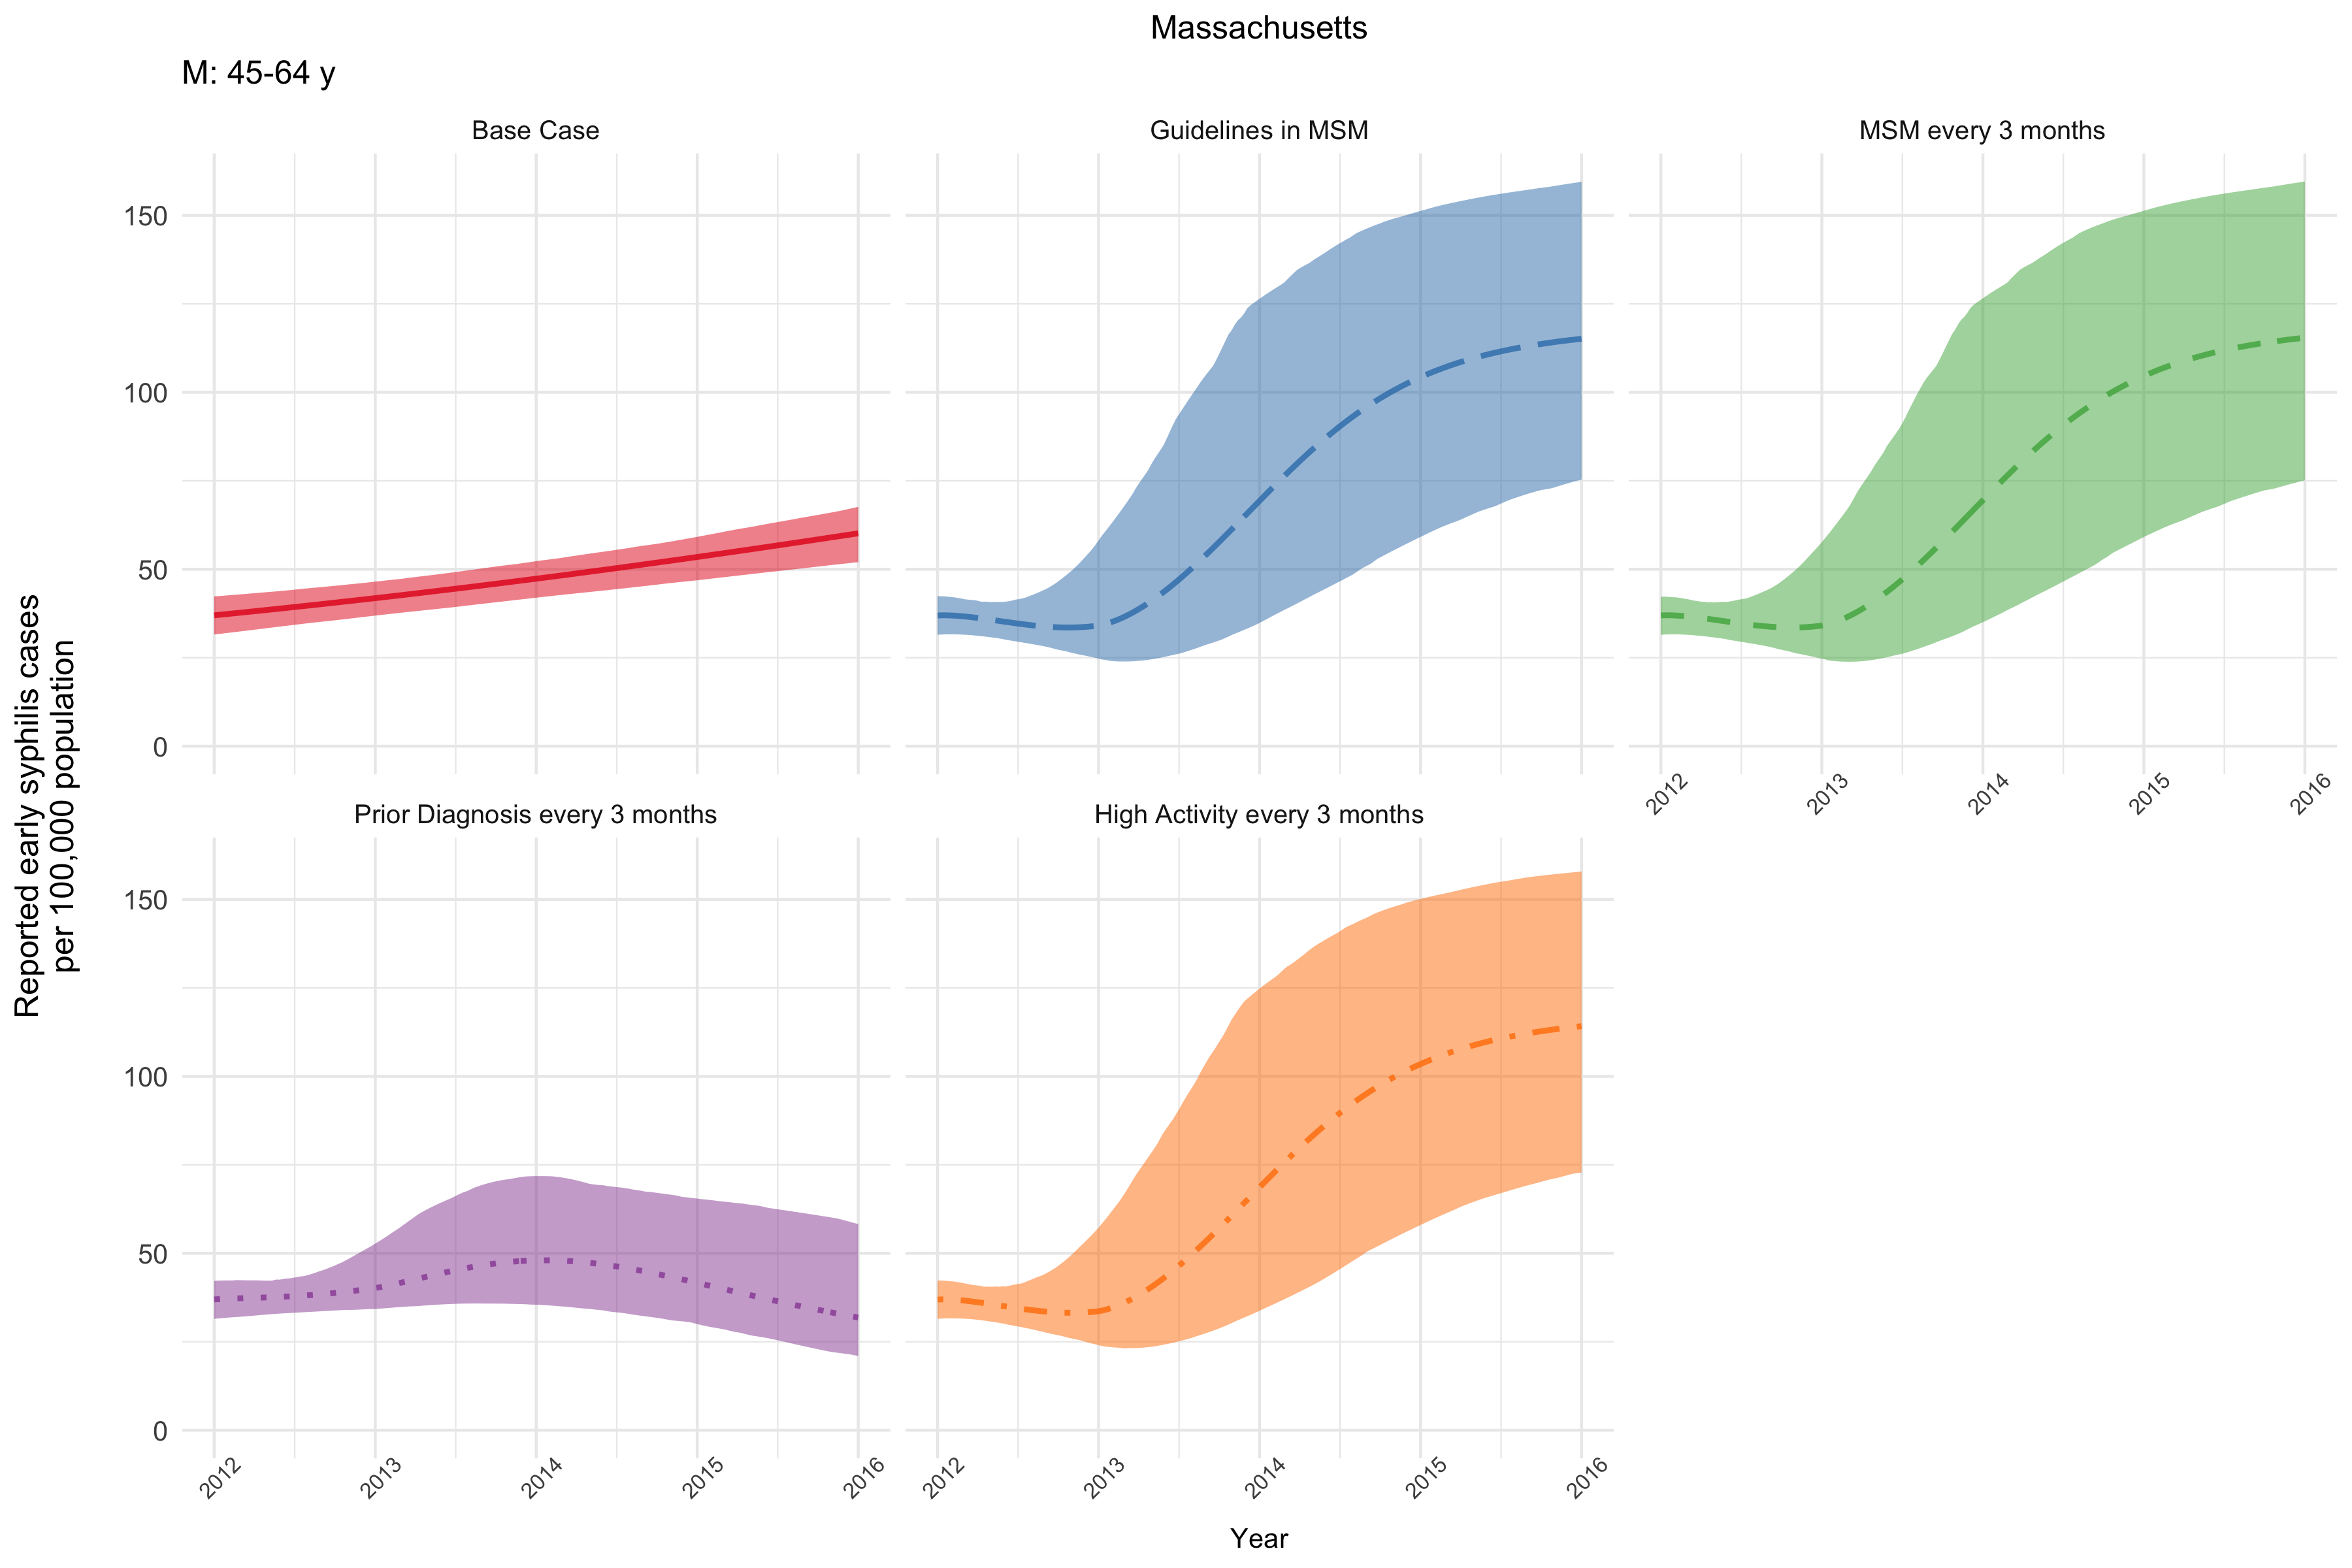 Massachusetts
M: 45-64 y
Base Case
Guidelines in MSM
MSM every 3 months
150
100
50
0
2012
2013
2014
2015
2016
Reported early syphilis cases
per 100,000 population
Prior Diagnosis every 3 months
High Activity every 3 months
150
100
50
0
2012
2013
2014
2015
2016
2012
2013
2014
2015
2016
Year